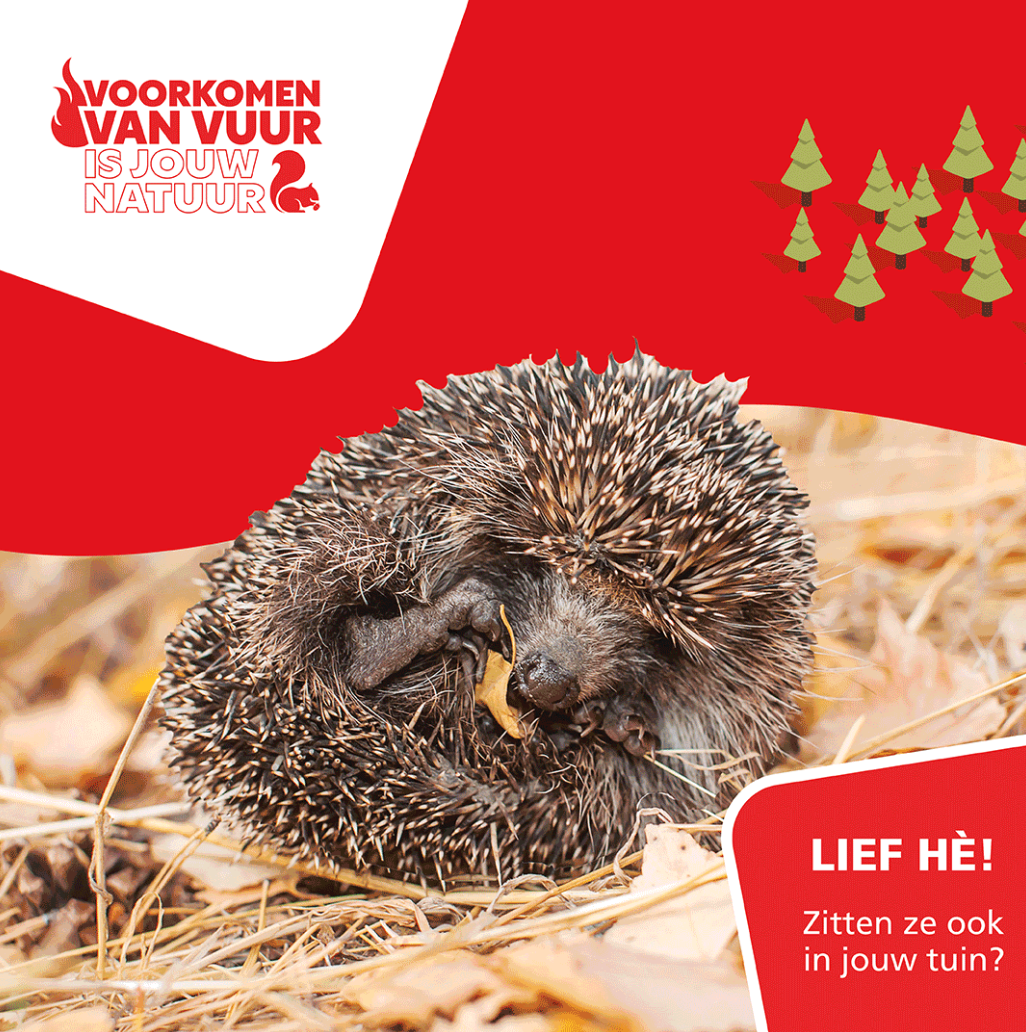 VOORKOMEN
VAN VUUR
IS JOUW
NATUUR
LIEF HÈ!
Zitten ze ook
in jouw tuin?